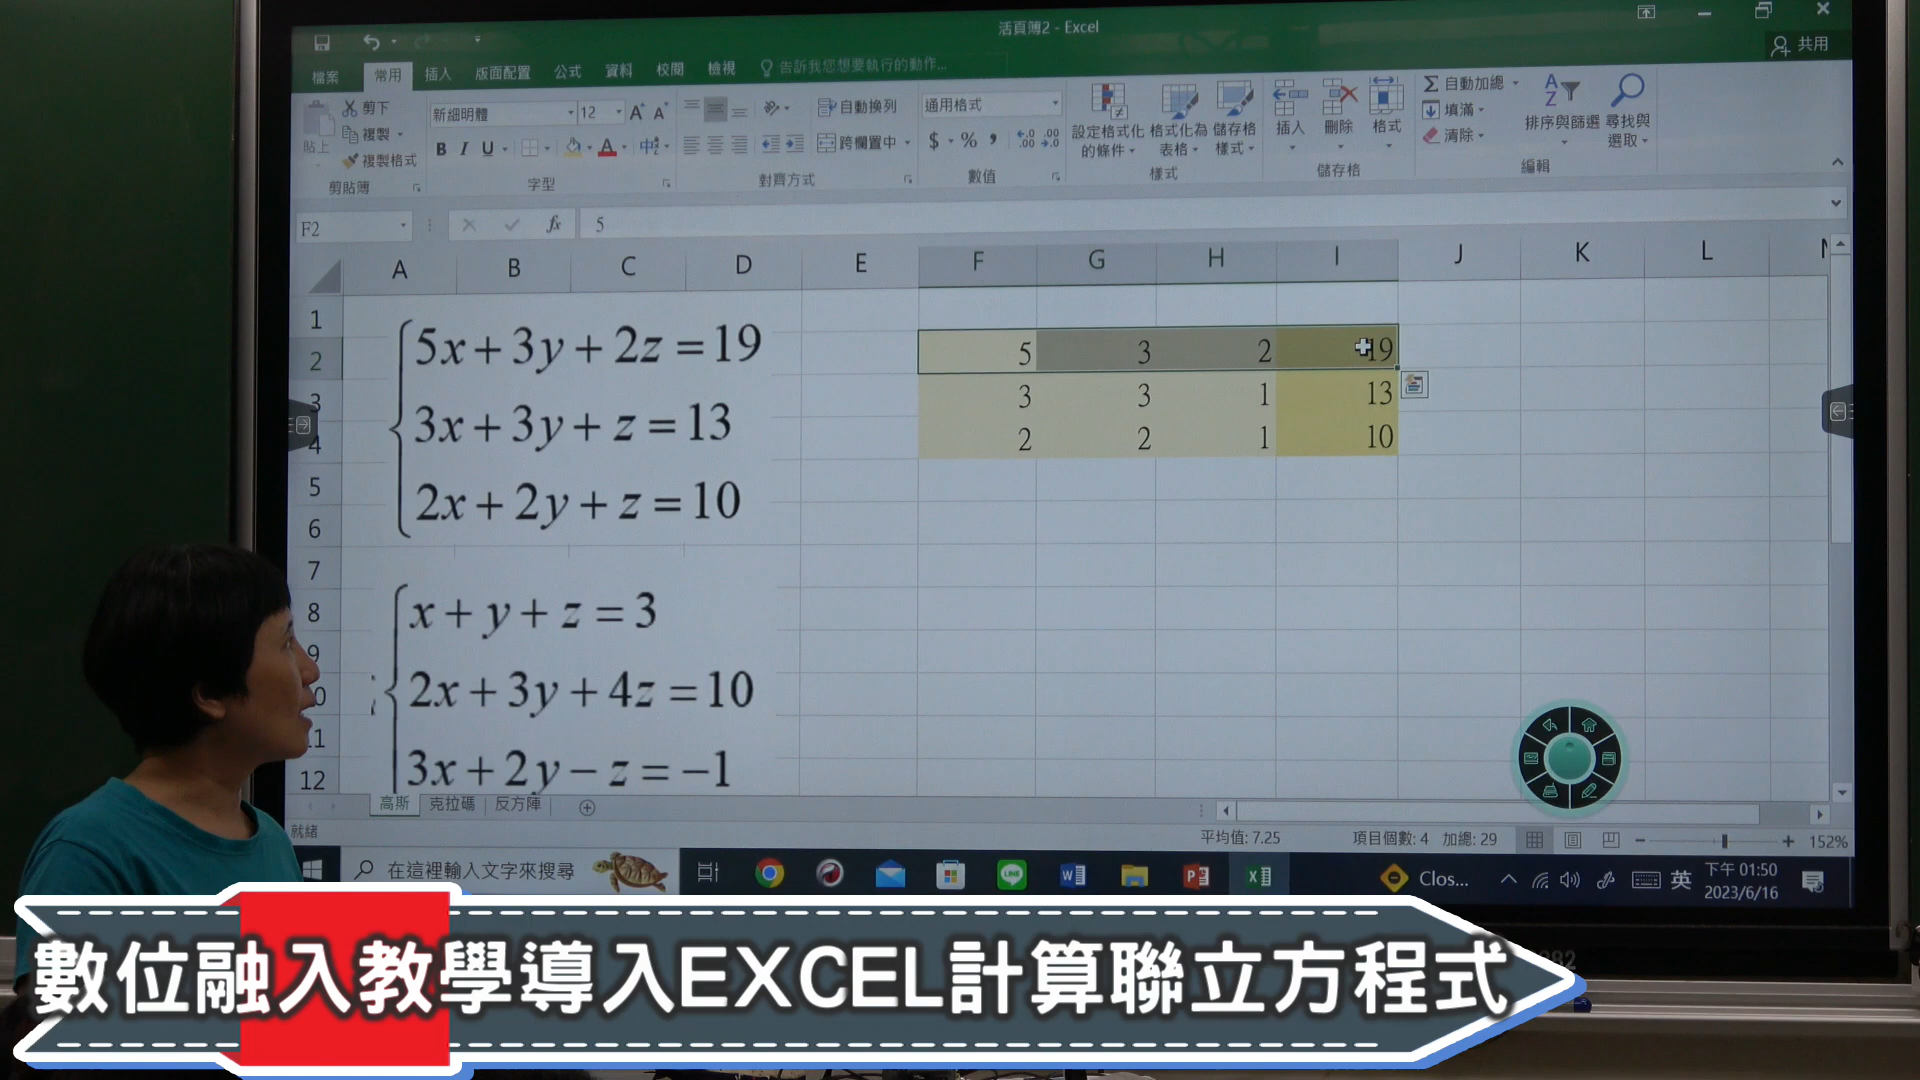 活頁簿2 - Excel
共用
檔案 常用 插入 版面配置 公式 資料 校閱 檢視 告訴我您想要執行的動作...
貼上 剪下 複製 複製格式 剪貼簿
新細明體 12 B I U 字型
自動換列 跨欄置中 對齊方式
通用格式 $ % 數值
設定格式化的條件 格式化為表格 儲存格樣式 樣式
插入 刪除 格式 儲存格
自動加總 填滿 清除 排序與篩選 尋找與選取 編輯
F2 fx 5
A B C D E F G H I J K L
1
2 5 3 2 19
3 3 3 1 13
4 2 2 1 10
5
6
7
8
9
12
5x+3y+2z=19
3x+3y+z=13
2x+2y+z=10
x+y+z=3
2x+3y+4z=10
3x+2y-z=-1
高斯 克拉碼 反方陣
就緒 平均值: 7.25 項目個數: 4 加總: 29 152%
在這裡輸入文字來搜尋 Clos... 英 下午 01:50
2023/6/16
數位融入教學導入EXCEL計算聯立方程式